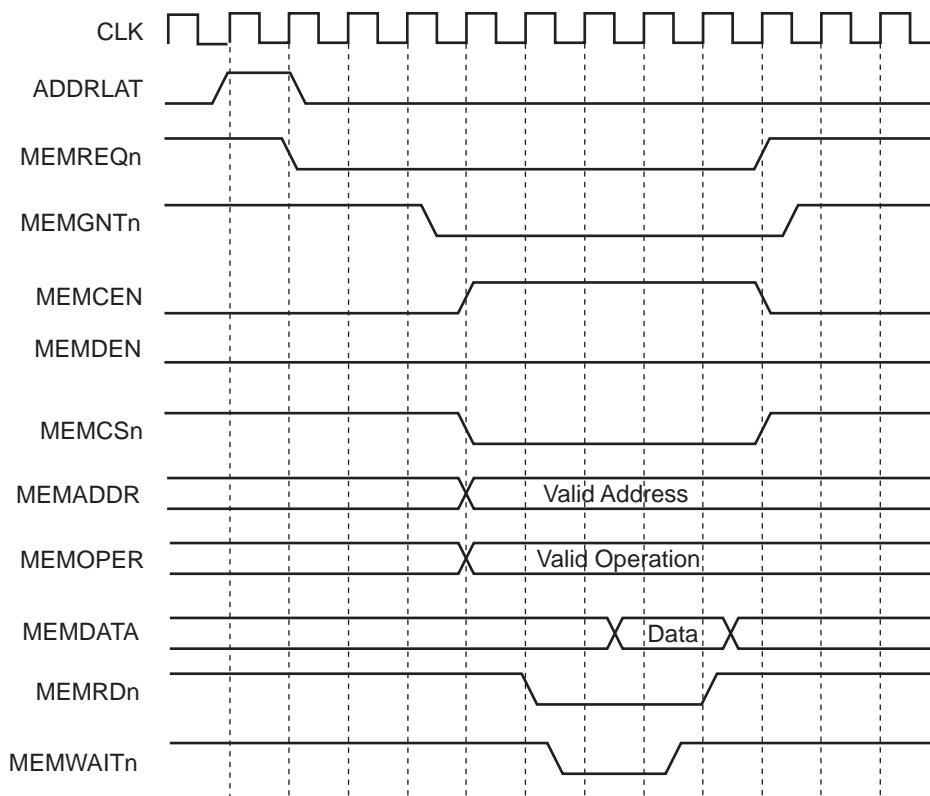 CLK
ADDRLAT
MEMREQn
MEMGNTn
MEMCEN
MEMDEN
MEMCSn
MEMADDR
Valid Address
MEMOPER
Valid Operation
MEMDATA
Data
MEMRDn
MEMWAITn